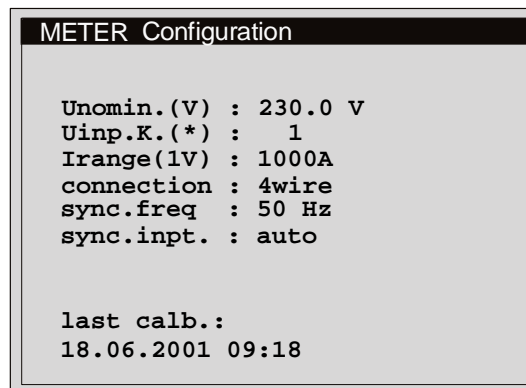 METER Configuration
Unomin.(V) : 230.0 V
Uinp.K.(*) : 1
Irange(1V) : 1000A
connection : 4wire
sync.freq : 50 Hz
sync.inpt. : auto
last calb.:
18.06.2001 09:18